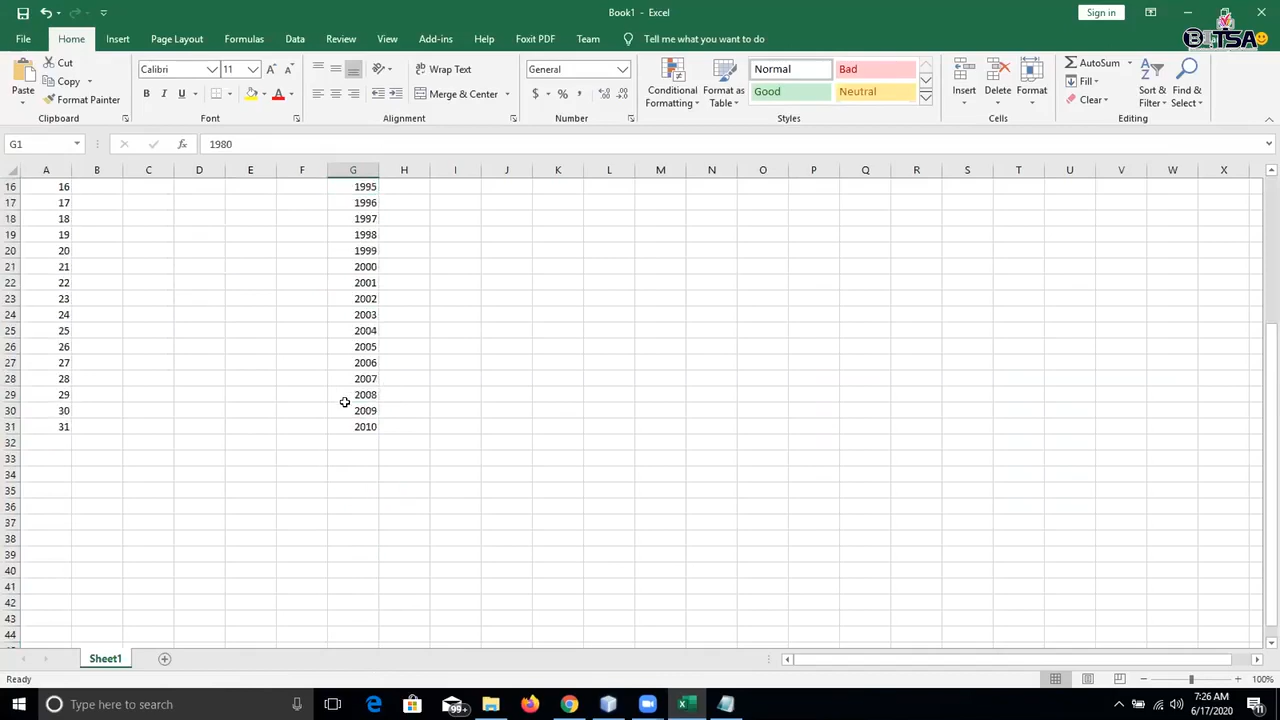 Book1 - Excel
Sign in
File Home Insert Page Layout Formulas Data Review View Add-ins Help Foxit PDF Team Tell me what you want to do
TSA
Paste
Cut
Copy
Format Painter
Clipboard
Calibri 11
B I U
Font
Wrap Text
Merge & Center
Alignment
General
$ % ,
Number
Conditional Formatting
Format as Table
Normal Bad
Good Neutral
Styles
Insert Delete Format
Cells
AutoSum
Fill
Clear
Sort & Filter
Find & Select
Editing
G1 fx 1980
A B C D E F G H I J K L M N O P Q R S T U V W X
16 16 1995
17 17 1996
18 18 1997
19 19 1998
20 20 1999
21 21 2000
22 22 2001
23 23 2002
24 24 2003
25 25 2004
26 26 2005
27 27 2006
28 28 2007
29 29 2008
30 30 2009
31 31 2010
32
33
34
35
36
37
38
39
40
41
42
43
44
Sheet1
Ready
100%
Type here to search
99+
7:26 AM
6/17/2020